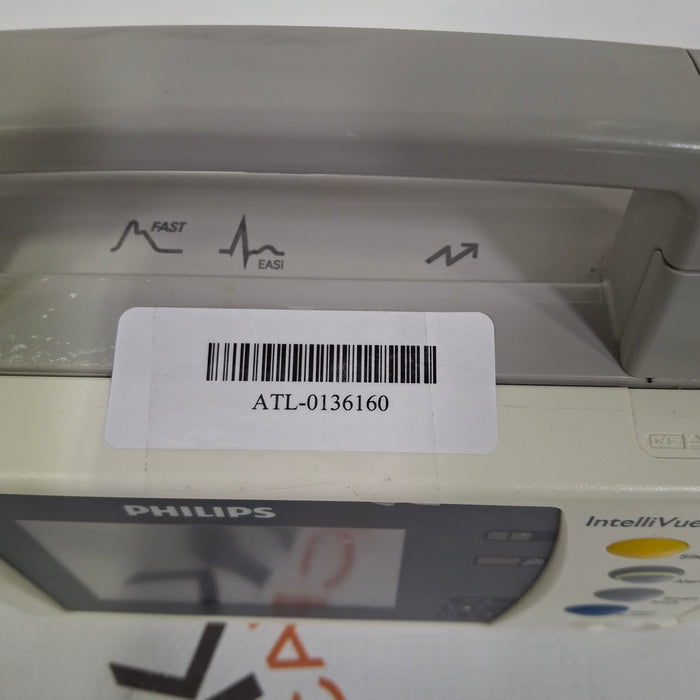 FAST
EASI
ATL-0136160
PHILIPS
IntelliVue